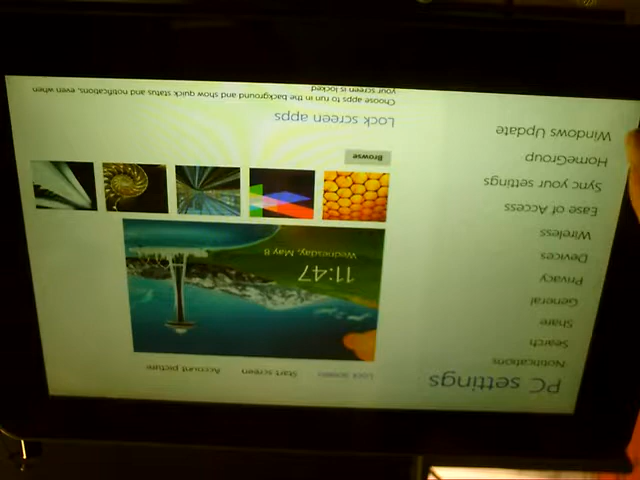 PC settings
Notifications
Search
Share
General
Privacy
Devices
Wireless
Ease of Access
Sync your settings
HomeGroup
Windows Update
Lock screen
Start screen
Account picture
11:47
Wednesday, May 8
Browse
Lock screen apps
Choose apps to run in the background and show quick status and notifications, even when
your screen is locked